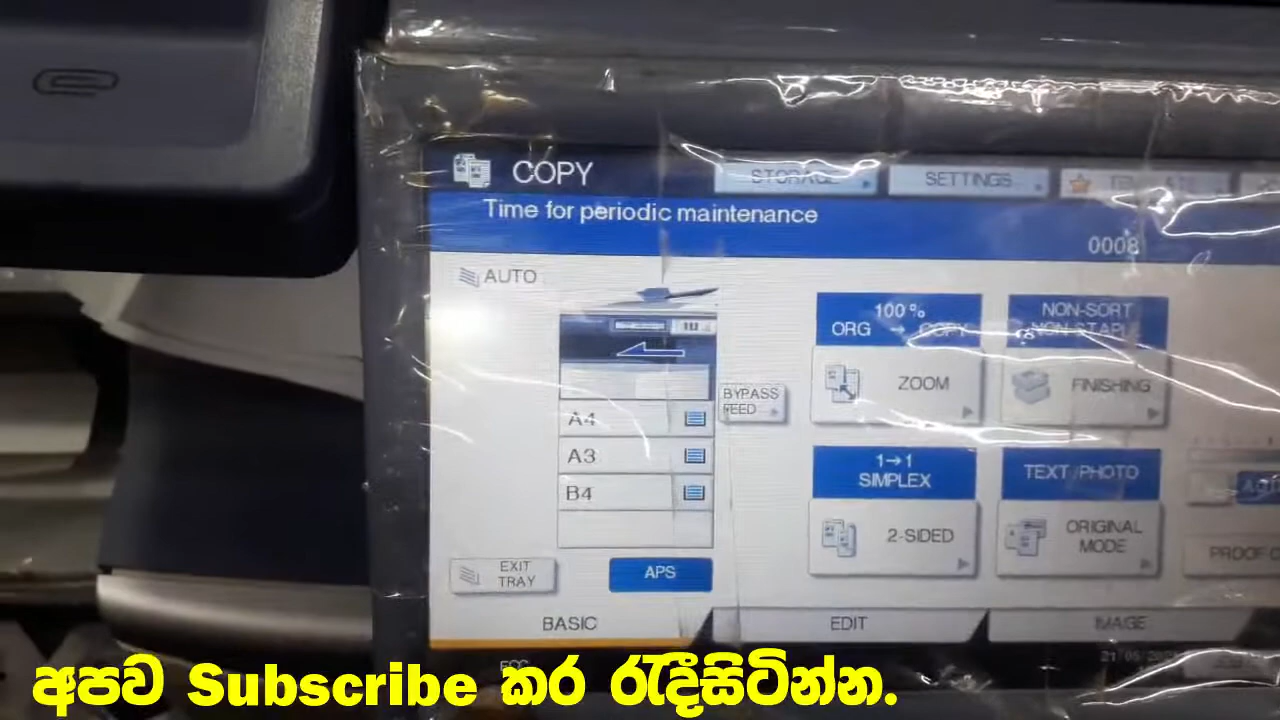 COPY
STORAGE
SETTINGS
Time for periodic maintenance
0008
AUTO
100 %
ORG → COPY
ZOOM
NON-SORT
NON-STAPLE
FINISHING
BYPASS
FEED
A4
A3
B4
1→1
SIMPLEX
2-SIDED
TEXT/PHOTO
ORIGINAL
MODE
EXIT
TRAY
APS
BASIC
EDIT
IMAGE
අපව Subscribe කර රැදීසිටින්න.